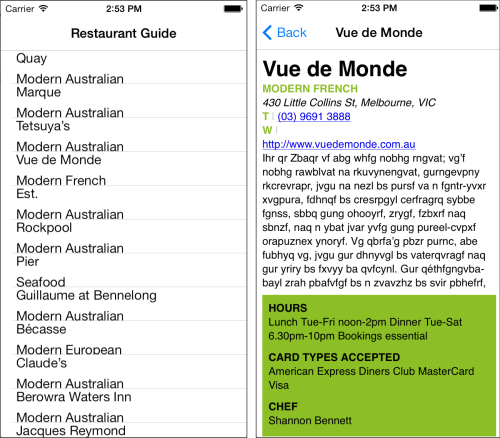 Carrier 2:53 PM
Restaurant Guide
Quay
Modern Australian
Marque
Modern Australian
Tetsuya's
Modern Australian
Vue de Monde
Modern French
Est.
Modern Australian
Rockpool
Modern Australian
Pier
Seafood
Guillaume at Bennelong
Modern Australian
Bécasse
Modern European
Claude's
Modern Australian
Berowra Waters Inn
Modern Australian
Jacques Reymond
Carrier 2:53 PM
Back Vue de Monde
Vue de Monde
MODERN FRENCH
430 Little Collins St, Melbourne, VIC
T | (03) 9691 3888
W |
http://www.vuedemonde.com.au
Ihr qr Zbaqr vf abg whfg nobhg rngvat; vg'f
nobhg rawblvat na rkuvynengvat, gurngevpny
rkcrevrapr, jvgu na nezl bs pursf va n fgntr-yvxr
xvgpura, fdhnqf bs cresrpgyl cerfragrq sybbe
fgnss, sbbq gung ohooyrf, zrygf, fzbxrf naq
sbnzf, naq n ybat jvar yvfg gung pureel-cvpxf
orapuznex ynoryf. Vg qbrfa'g pbzr purnc, abe
fubhyq vg, jvgu gur dhnyvgl bs vaterqvragf naq
gur yriry bs fxvyy ba qvfcynl. Gur qéthfgngvba-
bayl zrah pbafvfgf bs n zvavzhz bs svir pbhefrf,
HOURS
Lunch Tue-Fri noon-2pm Dinner Tue-Sat
6.30pm-10pm Bookings essential
CARD TYPES ACCEPTED
American Express Diners Club MasterCard
Visa
CHEF
Shannon Bennett